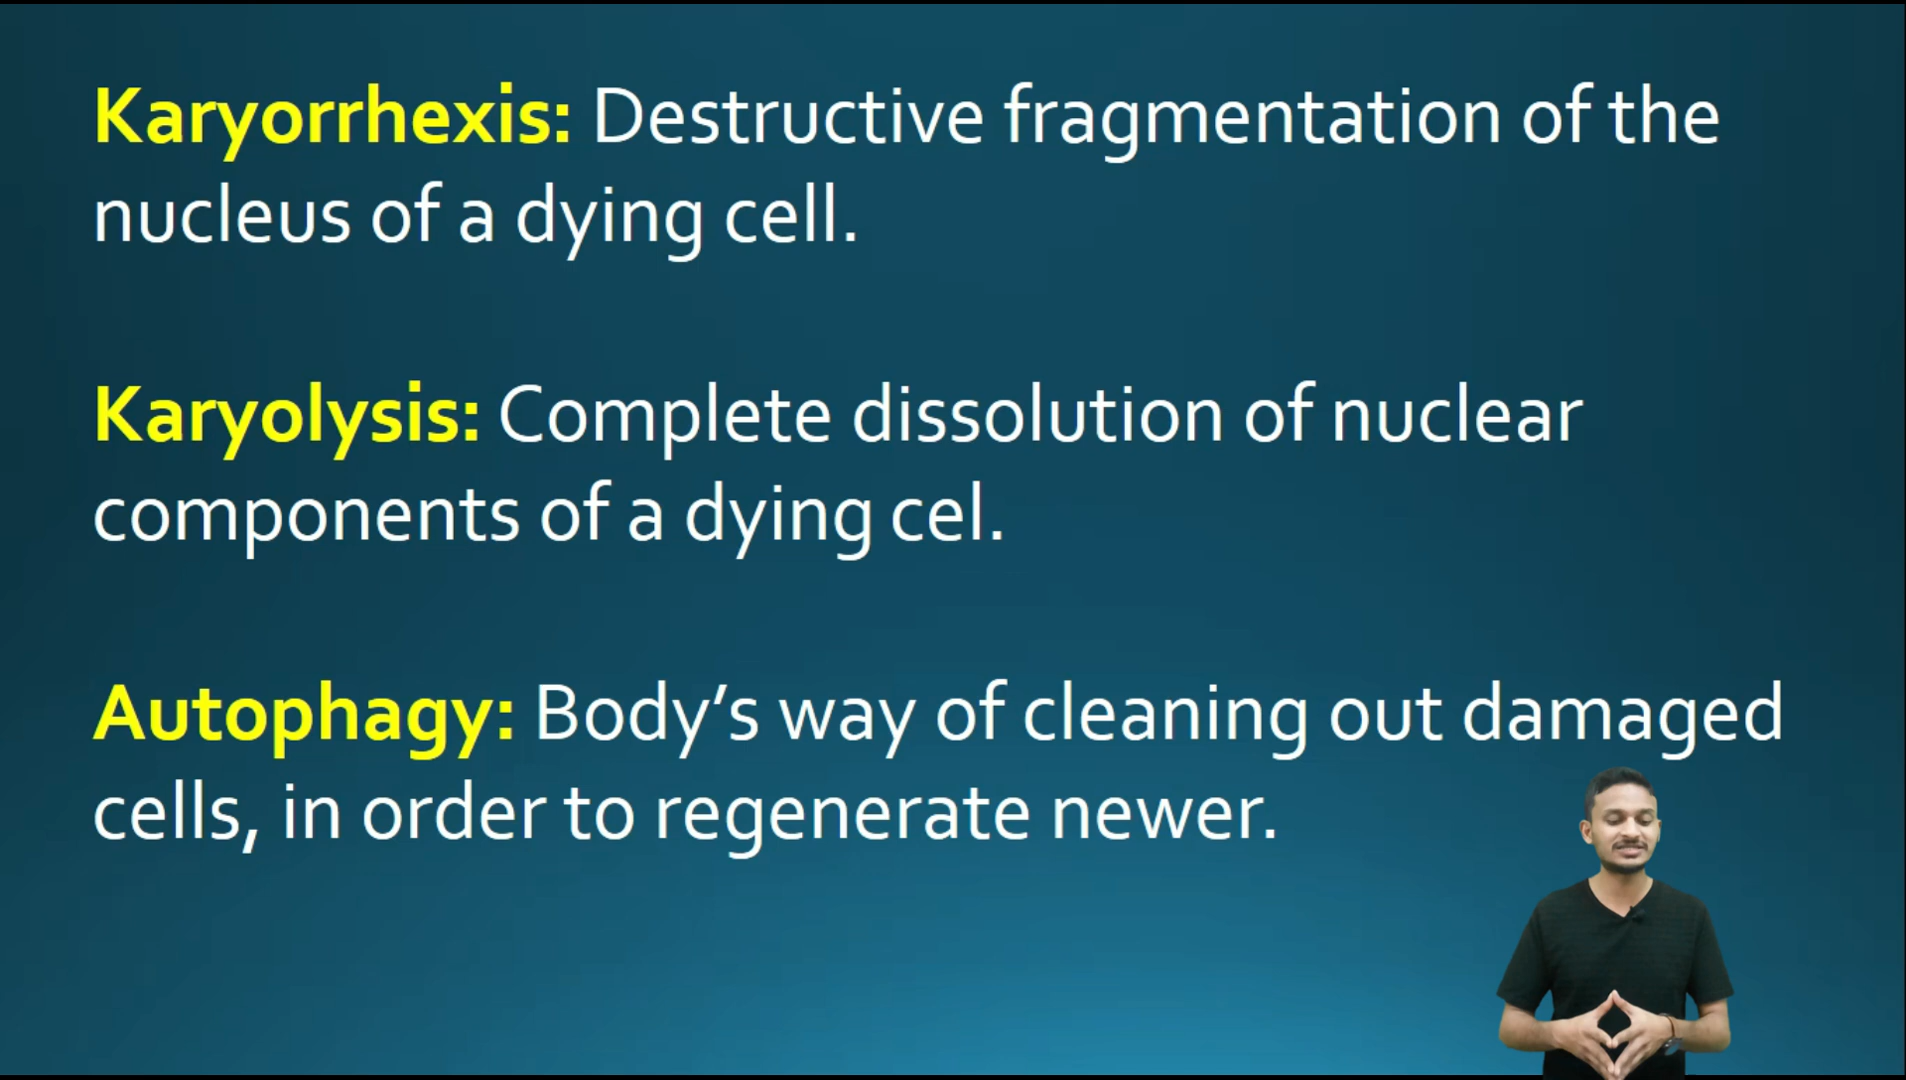 Karyorrhexis: Destructive fragmentation of the
nucleus of a dying cell.
Karyolysis: Complete dissolution of nuclear
components of a dying cel.
Autophagy: Body’s way of cleaning out damaged
cells, in order to regenerate newer.